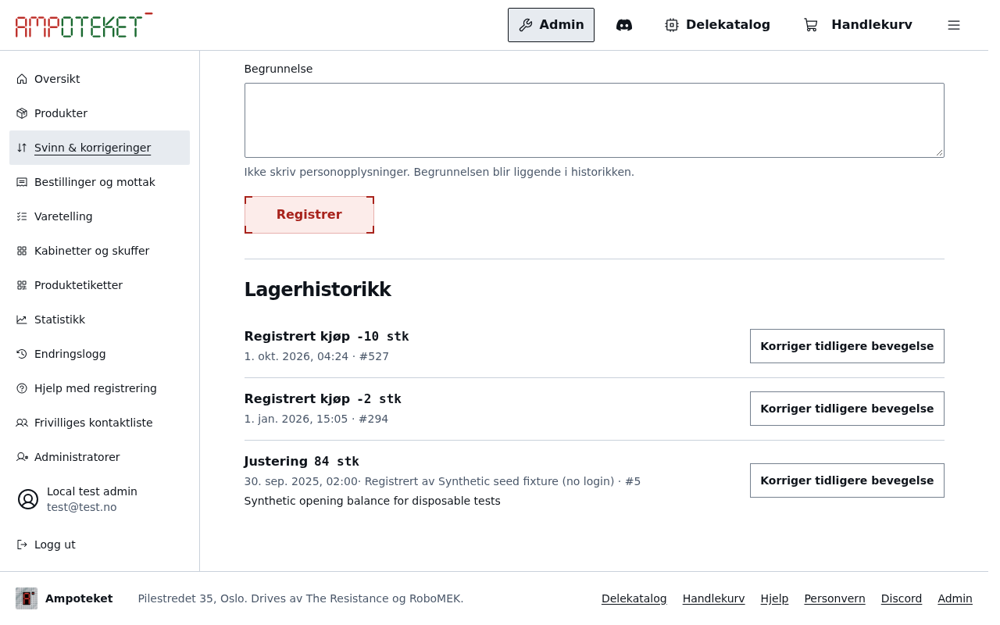 AMPOTEKET
Admin
Delekatalog
Handlekurv
Oversikt
Produkter
Svinn & korrigeringer
Bestillinger og mottak
Varetelling
Kabinetter og skuffer
Produktetiketter
Statistikk
Endringslogg
Hjelp med registrering
Frivilliges kontaktliste
Administratorer
Local test admin
test@test.no
Logg ut
Begrunnelse
Ikke skriv personopplysninger. Begrunnelsen blir liggende i historikken.
Registrer
Lagerhistorikk
Registrert kjøp -10 stk
1. okt. 2026, 04:24 · #527
Korriger tidligere bevegelse
Registrert kjøp -2 stk
1. jan. 2026, 15:05 · #294
Korriger tidligere bevegelse
Justering 84 stk
30. sep. 2025, 02:00· Registrert av Synthetic seed fixture (no login) · #5
Synthetic opening balance for disposable tests
Korriger tidligere bevegelse
Ampoteket
Pilestredet 35, Oslo. Drives av The Resistance og RoboMEK.
Delekatalog
Handlekurv
Hjelp
Personvern
Discord
Admin